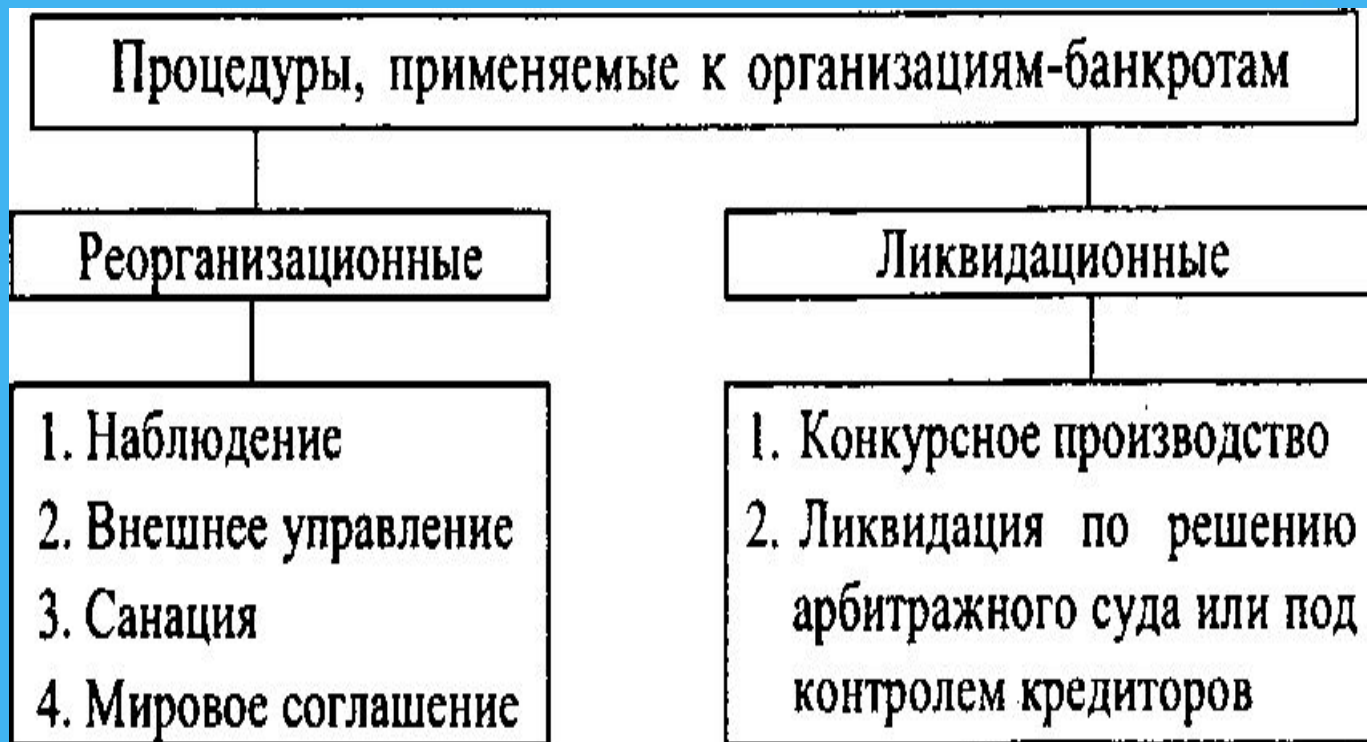 Процедуры, применяемые к организациям-банкротам
Реорганизационные
Ликвидационные
1. Наблюдение
2. Внешнее управление
3. Санация
4. Мировое соглашение
1. Конкурсное производство
2. Ликвидация по решению
арбитражного суда или под
контролем кредиторов